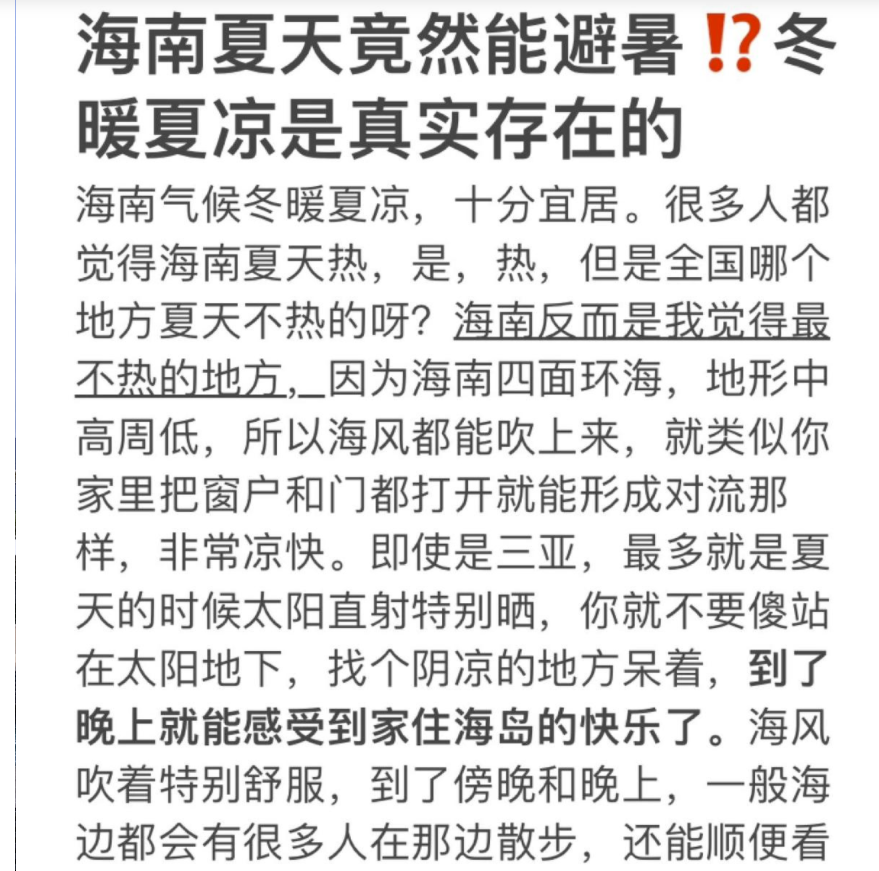 海南夏天竟然能避暑⁉️冬
暖夏凉是真实存在的
海南气候冬暖夏凉，十分宜居。很多人都
觉得海南夏天热，是，热，但是全国哪个
地方夏天不热的呀？海南反而是我觉得最
不热的地方，因为海南四面环海，地形中
高周低，所以海风都能吹上来，就类似你
家里把窗户和门都打开就能形成对流那
样，非常凉快。即使是三亚，最多就是夏
天的时候太阳直射特别晒，你就不要傻站
在太阳地下，找个阴凉的地方呆着，到了
晚上就能感受到家住海岛的快乐了。海风
吹着特别舒服，到了傍晚和晚上，一般海
边都会有很多人在那边散步，还能顺便看